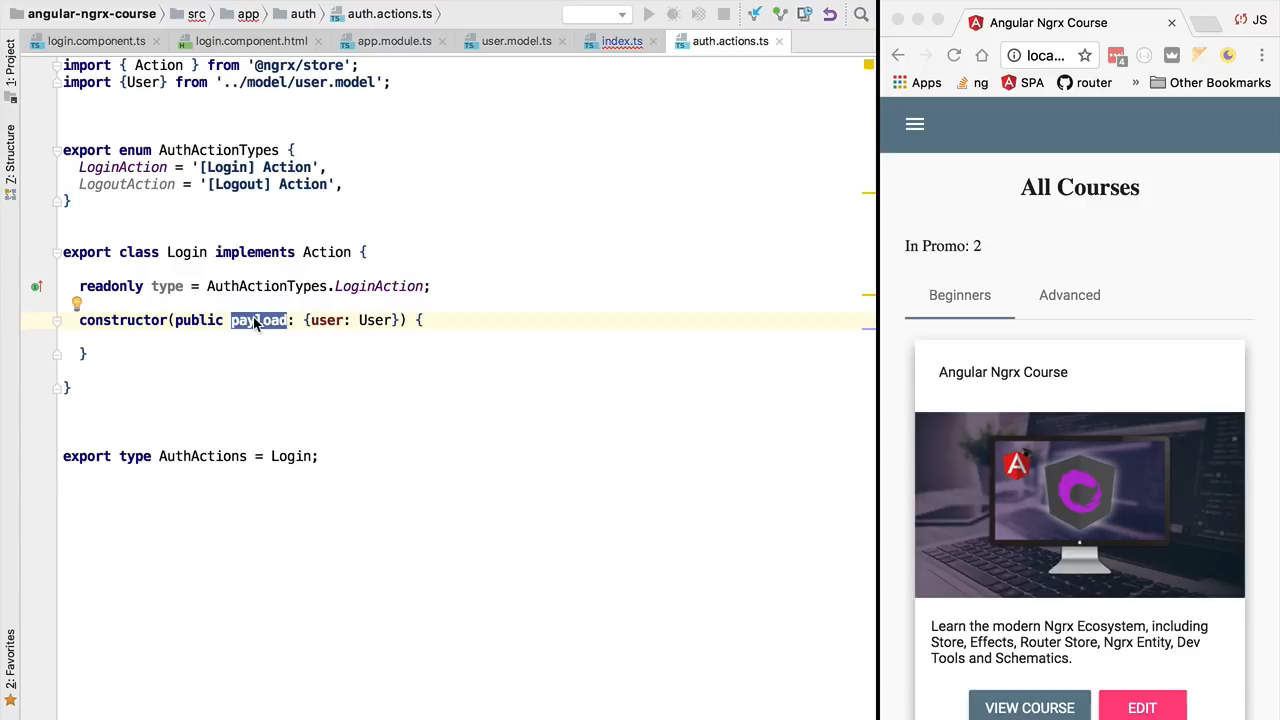 angular-ngrx-course
src
app
auth
auth.actions.ts
login.component.ts
login.component.html
app.module.ts
user.model.ts
index.ts
auth.actions.ts
1: Project
Z: Structure
2: Favorites
import { Action } from '@ngrx/store';
import {User} from '../model/user.model';
export enum AuthActionTypes {
LoginAction = '[Login] Action',
LogoutAction = '[Logout] Action',
}
export class Login implements Action {
readonly type = AuthActionTypes.LoginAction;
constructor(public payload: {user: User}) {
}
}
export type AuthActions = Login;
Angular Ngrx Course
JS
loca...
4
Apps
ng
SPA
router
»
Other Bookmarks
All Courses
In Promo: 2
Beginners
Advanced
Angular Ngrx Course
Learn the modern Ngrx Ecosystem, including
Store, Effects, Router Store, Ngrx Entity, Dev
Tools and Schematics.
VIEW COURSE
EDIT